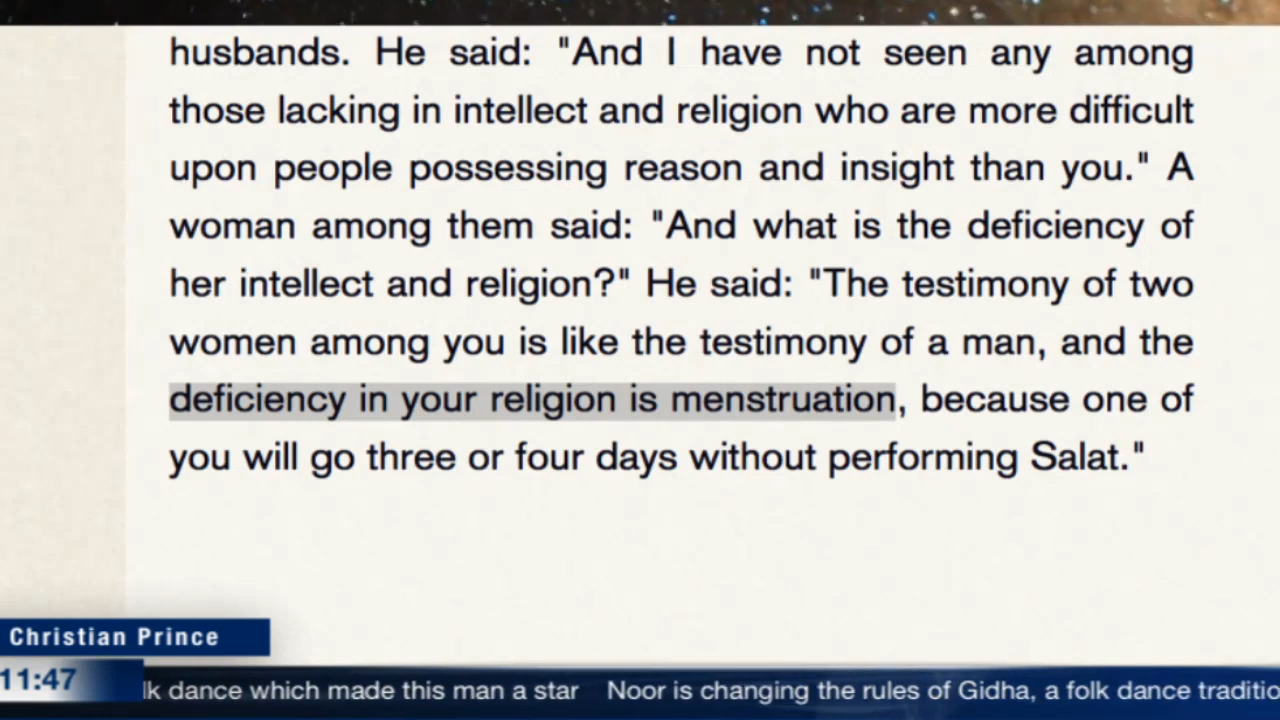 husbands. He said: "And I have not seen any among
those lacking in intellect and religion who are more difficult
upon people possessing reason and insight than you." A
woman among them said: "And what is the deficiency of
her intellect and religion?" He said: "The testimony of two
women among you is like the testimony of a man, and the
deficiency in your religion is menstruation, because one of
you will go three or four days without performing Salat."
Christian Prince
11:47
lk dance which made this man a star Noor is changing the rules of Gidha, a folk dance traditio